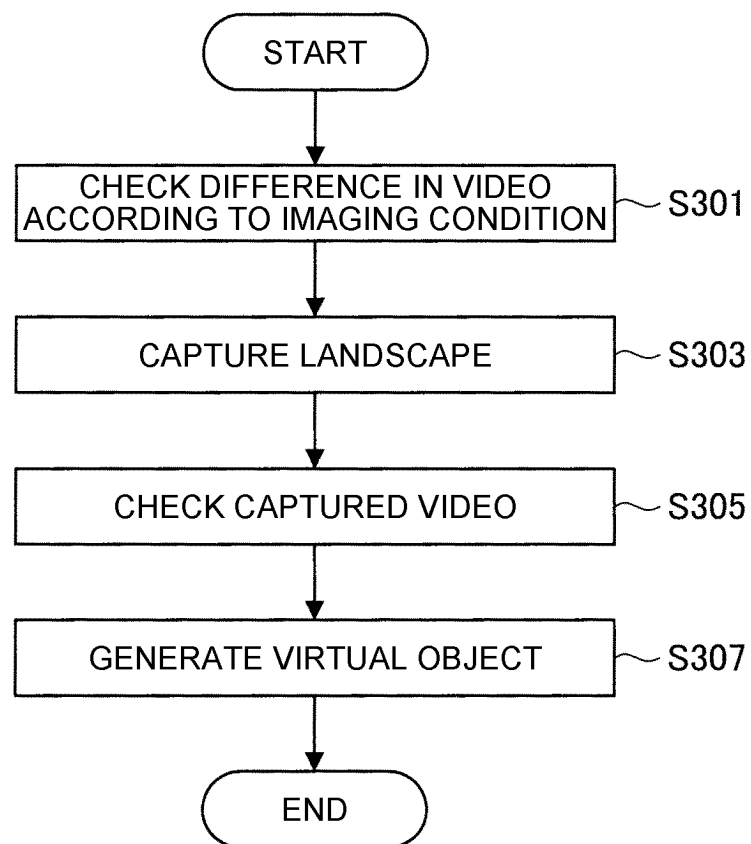 START
CHECK DIFFERENCE IN VIDEO
ACCORDING TO IMAGING CONDITION
S301
CAPTURE LANDSCAPE
S303
CHECK CAPTURED VIDEO
S305
GENERATE VIRTUAL OBJECT
S307
END